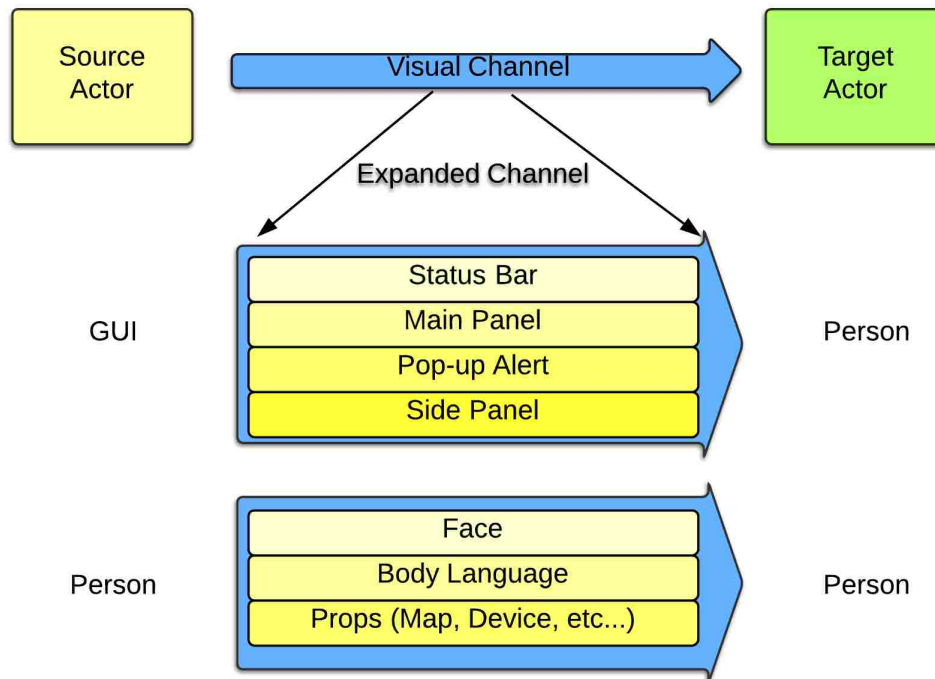 Source
Actor
Visual Channel
Target
Actor
Expanded Channel
GUI
Status Bar
Main Panel
Pop-up Alert
Side Panel
Person
Person
Face
Body Language
Props (Map, Device, etc...)
Person